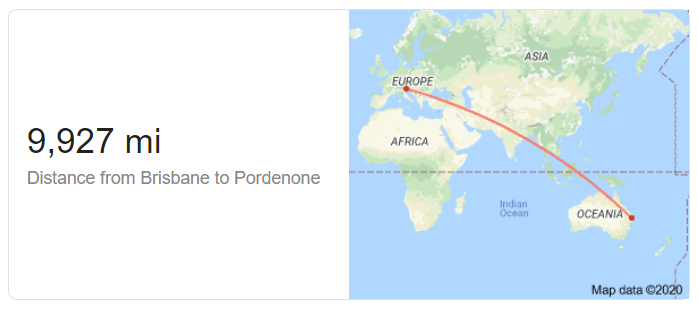 9,927 mi
Distance from Brisbane to Pordenone
ASIA
EUROPE
AFRICA
Indian
Ocean
OCEANIA
Map data ©2020